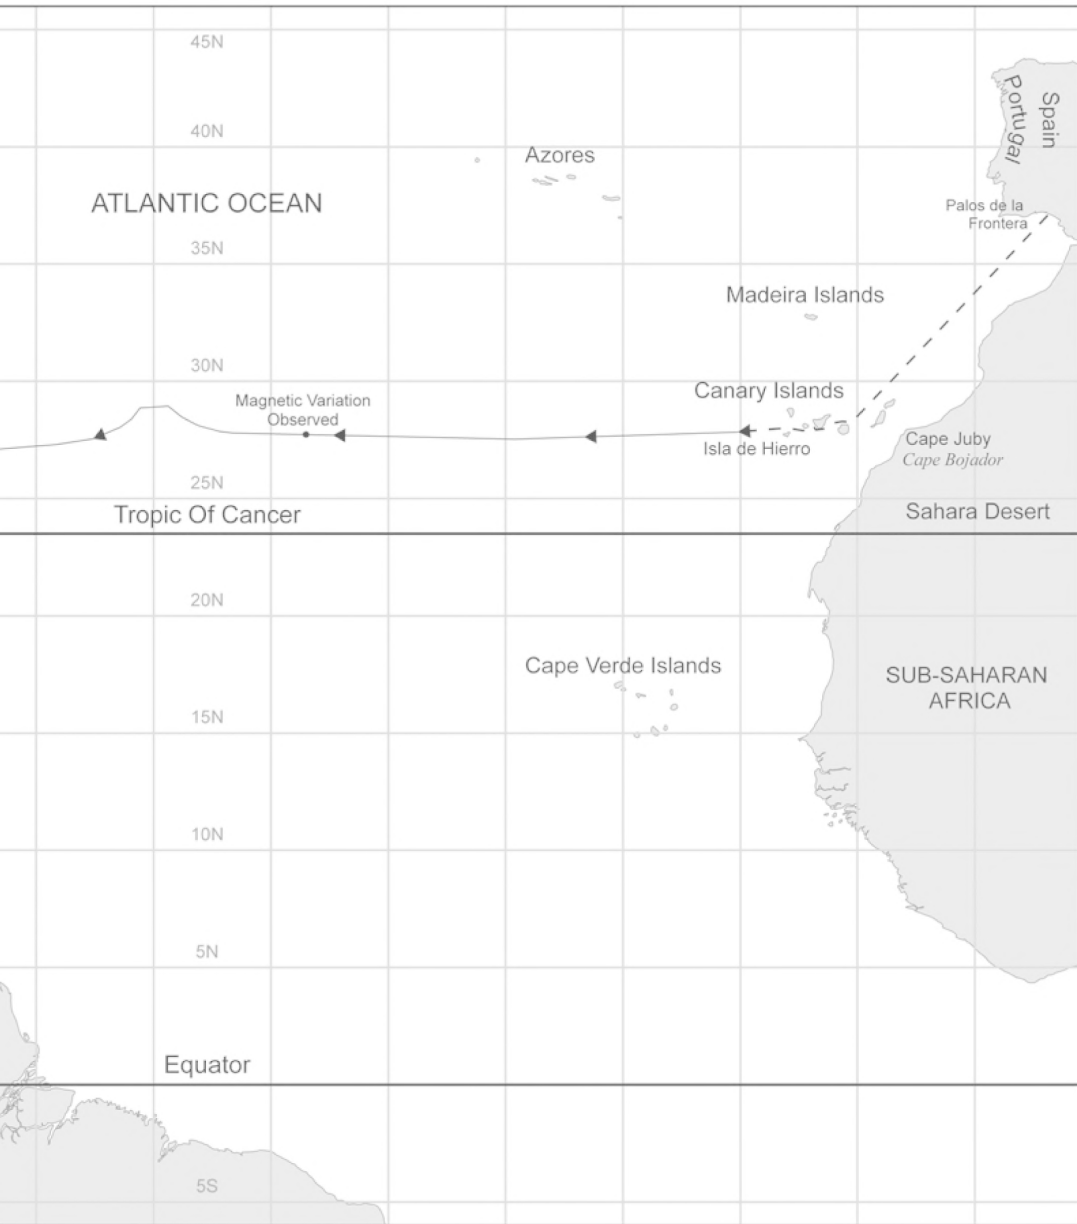 45N
Spain
Portugal
40N
Azores
ATLANTIC OCEAN
Palos de la
Frontera
35N
Madeira Islands
30N
Canary Islands
Magnetic Variation
Observed
Isla de Hierro
Cape Juby
Cape Bojador
25N
Tropic Of Cancer
Sahara Desert
20N
Cape Verde Islands
SUB-SAHARAN
AFRICA
15N
10N
5N
Equator
5S